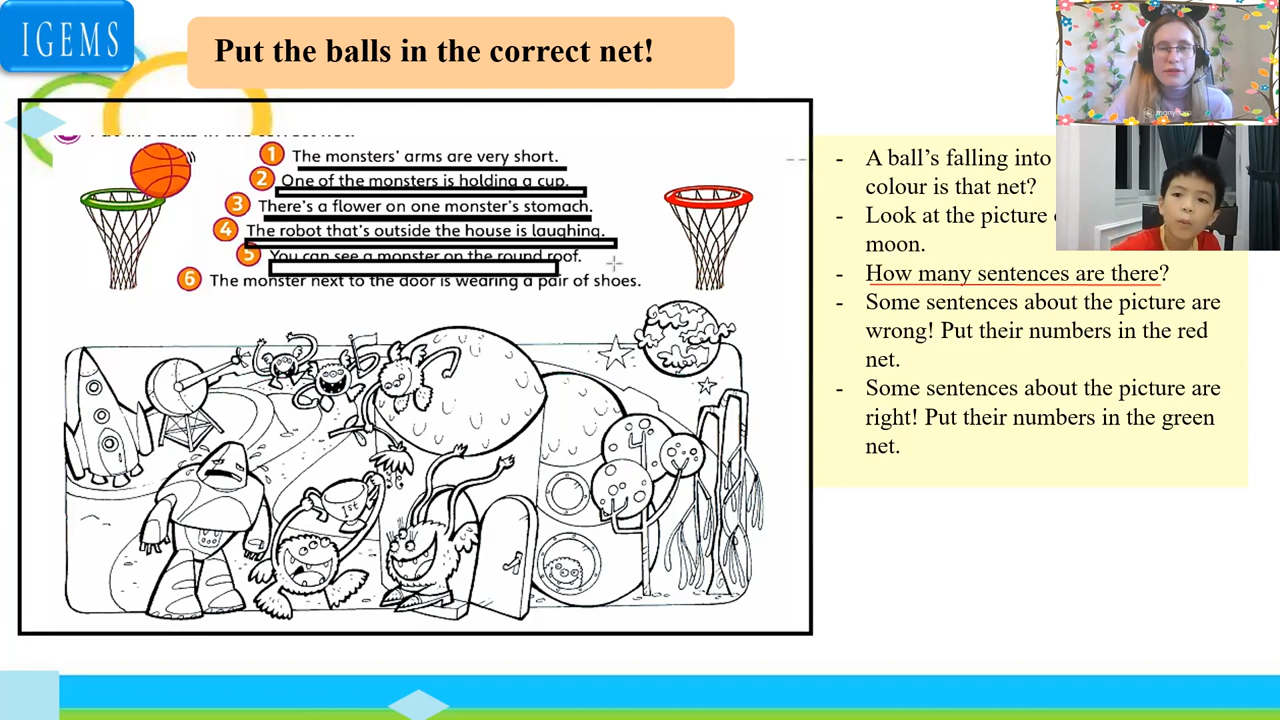 IGEMS
Put the balls in the correct net!
1 The monsters' arms are very short.
2 One of the monsters is holding a cup.
3 There's a flower on one monster's stomach.
4 The robot that's outside the house is laughing.
5 You can see a monster on the round roof.
6 The monster next to the door is wearing a pair of shoes.
1st
- A ball's falling into
colour is that net?
- Look at the picture
moon.
- How many sentences are there?
- Some sentences about the picture are
wrong! Put their numbers in the red
net.
- Some sentences about the picture are
right! Put their numbers in the green
net.